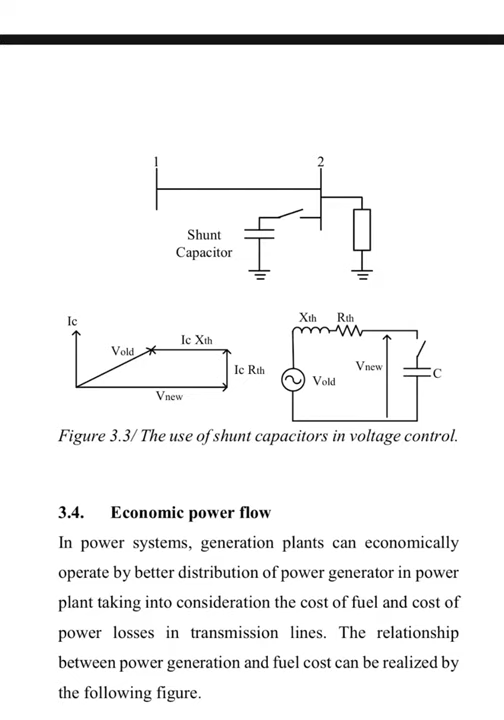 1 2
Shunt
Capacitor
Ic
Vold
Ic Xth
Ic Rth
Vnew
Xth Rth
Vold
Vnew
C
Figure 3.3/ The use of shunt capacitors in voltage control.
3.4. Economic power flow
In power systems, generation plants can economically
operate by better distribution of power generator in power
plant taking into consideration the cost of fuel and cost of
power losses in transmission lines. The relationship
between power generation and fuel cost can be realized by
the following figure.